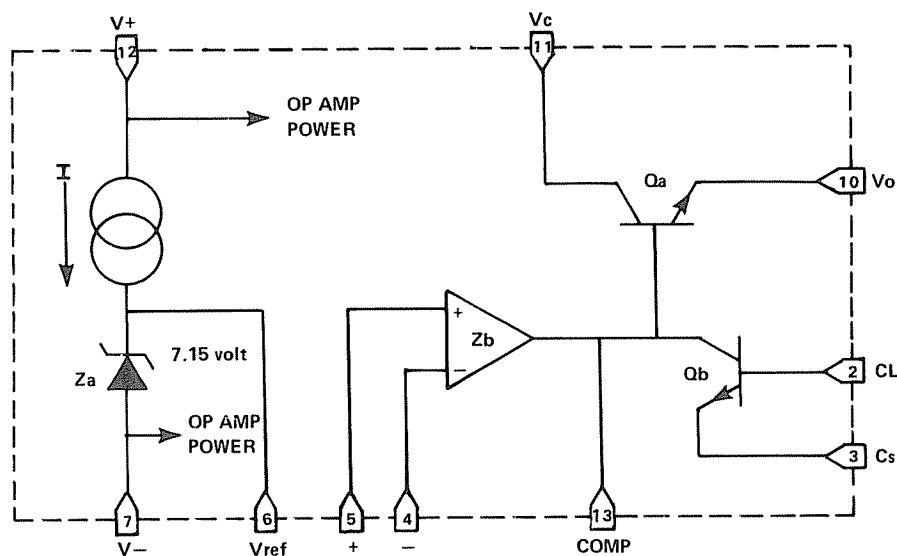 V+
Vc
12
11
OP AMP
POWER
I
Qa
10 Vo
+
Zb
−
7.15 volt
Za
Qb
2 CL
OP AMP
POWER
3 Cs
7
6
5
4
13
V−
Vref
+
−
COMP